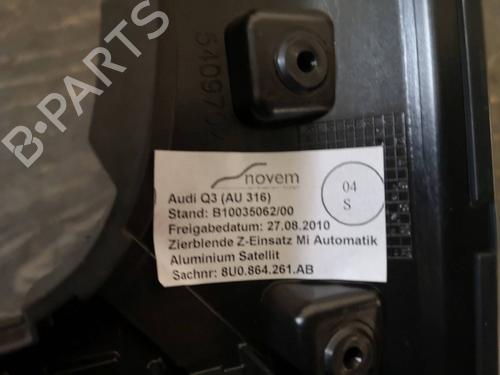 B-PARTS
novem
04
S
Audi Q3 (AU 316)
Stand: B10035062/00
Freigabedatum: 27.08.2010
Zierblende Z-Einsatz Mi Automatik
Aluminium Satellit
Sachnr: 8U0.864.261.AB